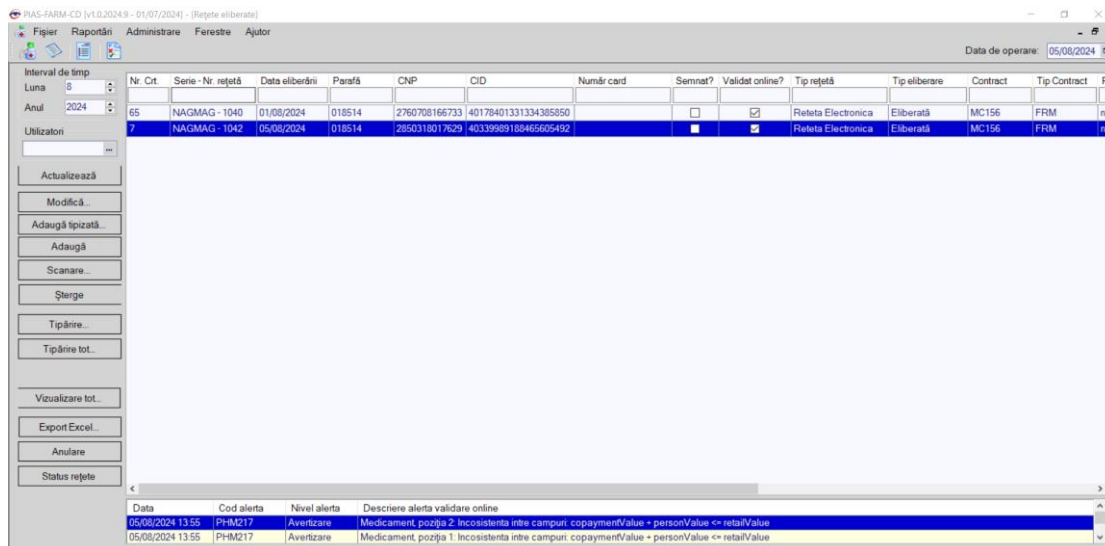 PIAS-FARM-CD [v1.0.2024.9 - 01/07/2024] - [Rețete eliberate]
Fișier Raportări Administrare Ferestre Ajutor
Data de operare: 05/08/2024
Interval de timp
Luna 8
Anul 2024
Utilizatori
...
Actualizează
Modifică...
Adaugă tipizată...
Adaugă
Scanare...
Șterge
Tipărire...
Tipărire tot...
Vizualizare tot...
Export Excel...
Anulare
Status rețete
Nr. Crt. Serie - Nr. rețetă Data eliberării Parafă CNP CID Număr card Semnat? Validat online? Tip rețetă Tip eliberare Contract Tip Contract
65 NAGMAG - 1040 01/08/2024 018514 2760708166733 40178401331334385850 Reteta Electronica Eliberată MC156 FRM
7 NAGMAG - 1042 05/08/2024 018514 2850318017629 40339989188465605492 Reteta Electronica Eliberată MC156 FRM
Data Cod alerta Nivel alerta Descriere alerta validare online
05/08/2024 13:55 PHM217 Avertizare Medicament, poziţia 2: Incosistenta intre campuri: copaymentValue + personValue <= retailValue
05/08/2024 13:55 PHM217 Avertizare Medicament, poziţia 1: Incosistenta intre campuri: copaymentValue + personValue <= retailValue